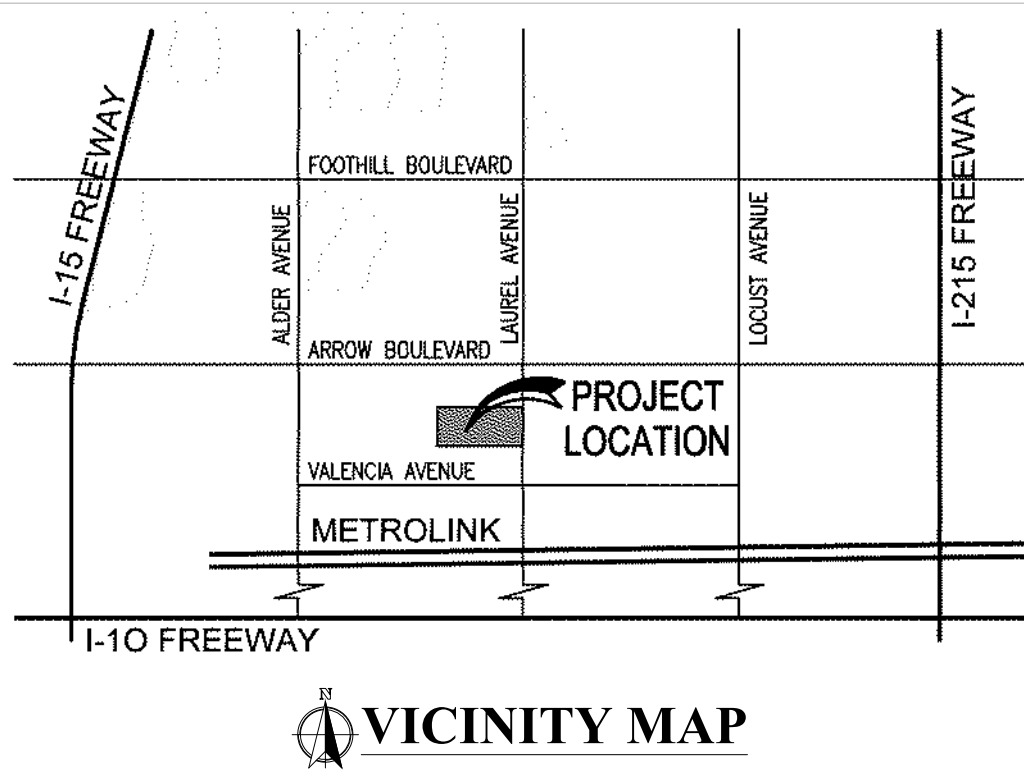 I-15 FREEWAY
FOOTHILL BOULEVARD
I-215 FREEWAY
ALDER AVENUE
LAUREL AVENUE
LOCUST AVENUE
ARROW BOULEVARD
PROJECT
LOCATION
VALENCIA AVENUE
METROLINK
I-10 FREEWAY
N
VICINITY MAP